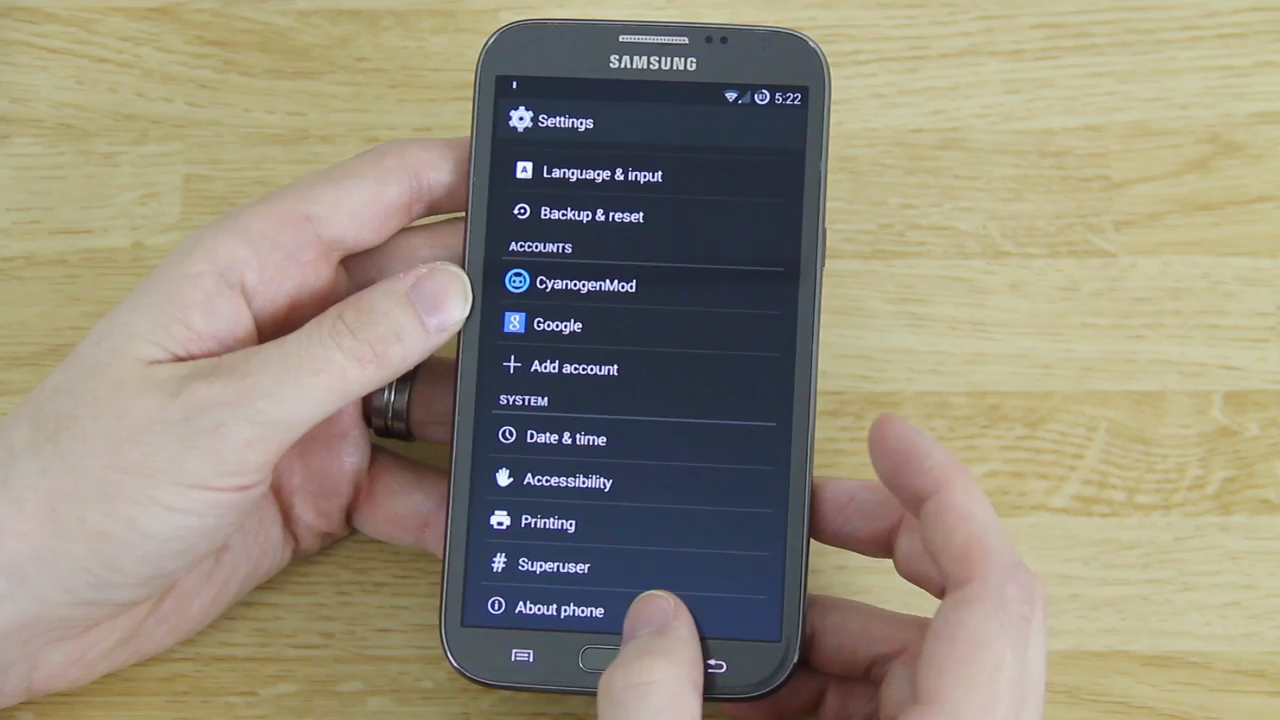 SAMSUNG
5:22
Settings
Language & input
Backup & reset
ACCOUNTS
CyanogenMod
Google
Add account
SYSTEM
Date & time
Accessibility
Printing
# Superuser
About phone